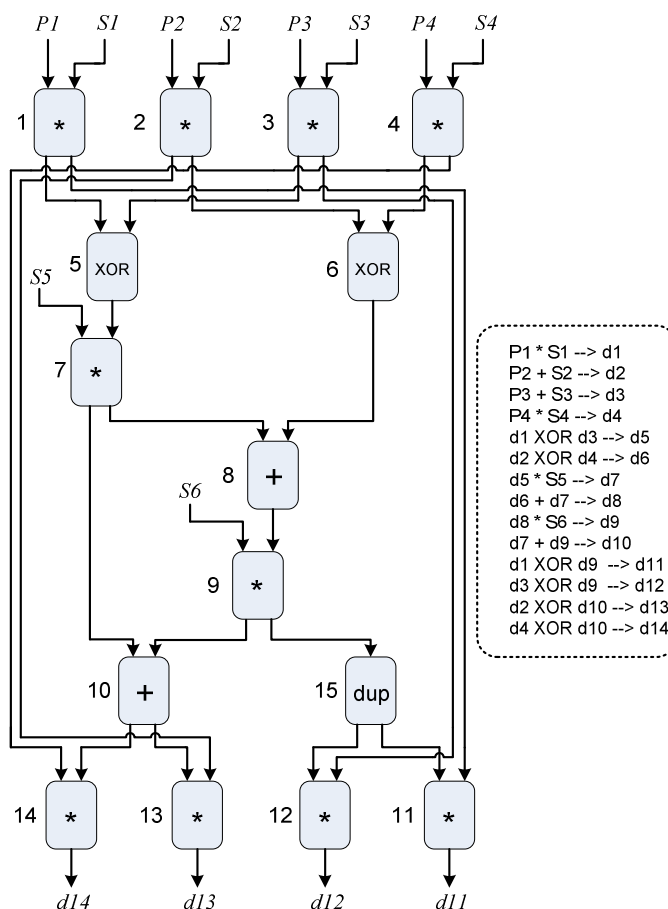 P1 S1 P2 S2 P3 S3 P4 S4
1 * 2 * 3 * 4 *
5 XOR 6 XOR
S5
7 *
8 +
S6
9 *
10 + 15 dup
14 * 13 * 12 * 11 *
d14 d13 d12 d11
P1 * S1 --> d1
P2 + S2 --> d2
P3 + S3 --> d3
P4 * S4 --> d4
d1 XOR d3 --> d5
d2 XOR d4 --> d6
d5 * S5 --> d7
d6 + d7 --> d8
d8 * S6 --> d9
d7 + d9 --> d10
d1 XOR d9 --> d11
d3 XOR d9 --> d12
d2 XOR d10 --> d13
d4 XOR d10 --> d14